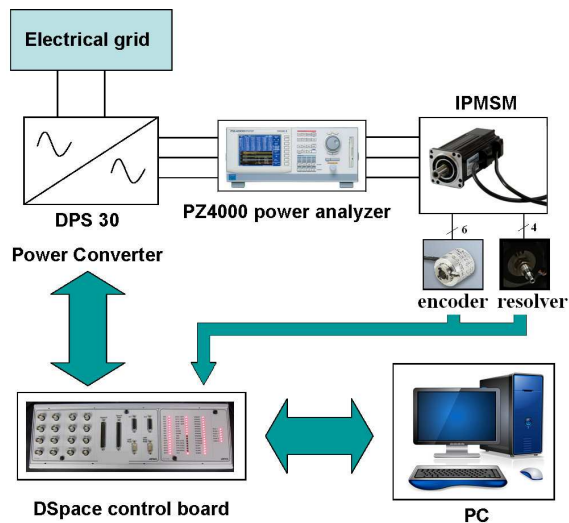 Electrical grid
IPMSM
DPS 30
Power Converter
PZ4000 power analyzer
6
4
encoder
resolver
DSpace control board
PC